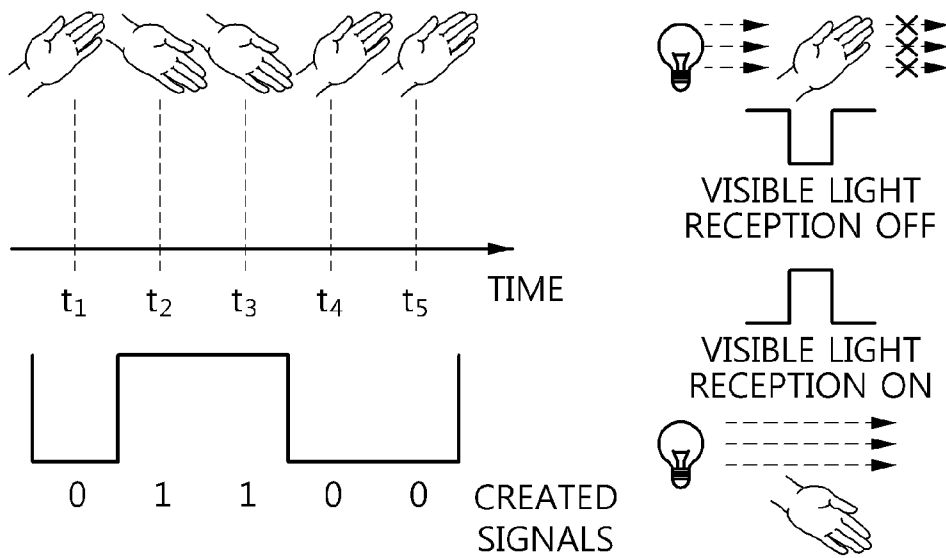 t1 t2 t3 t4 t5 TIME
0 1 1 0 0 CREATED
SIGNALS
VISIBLE LIGHT
RECEPTION OFF
VISIBLE LIGHT
RECEPTION ON